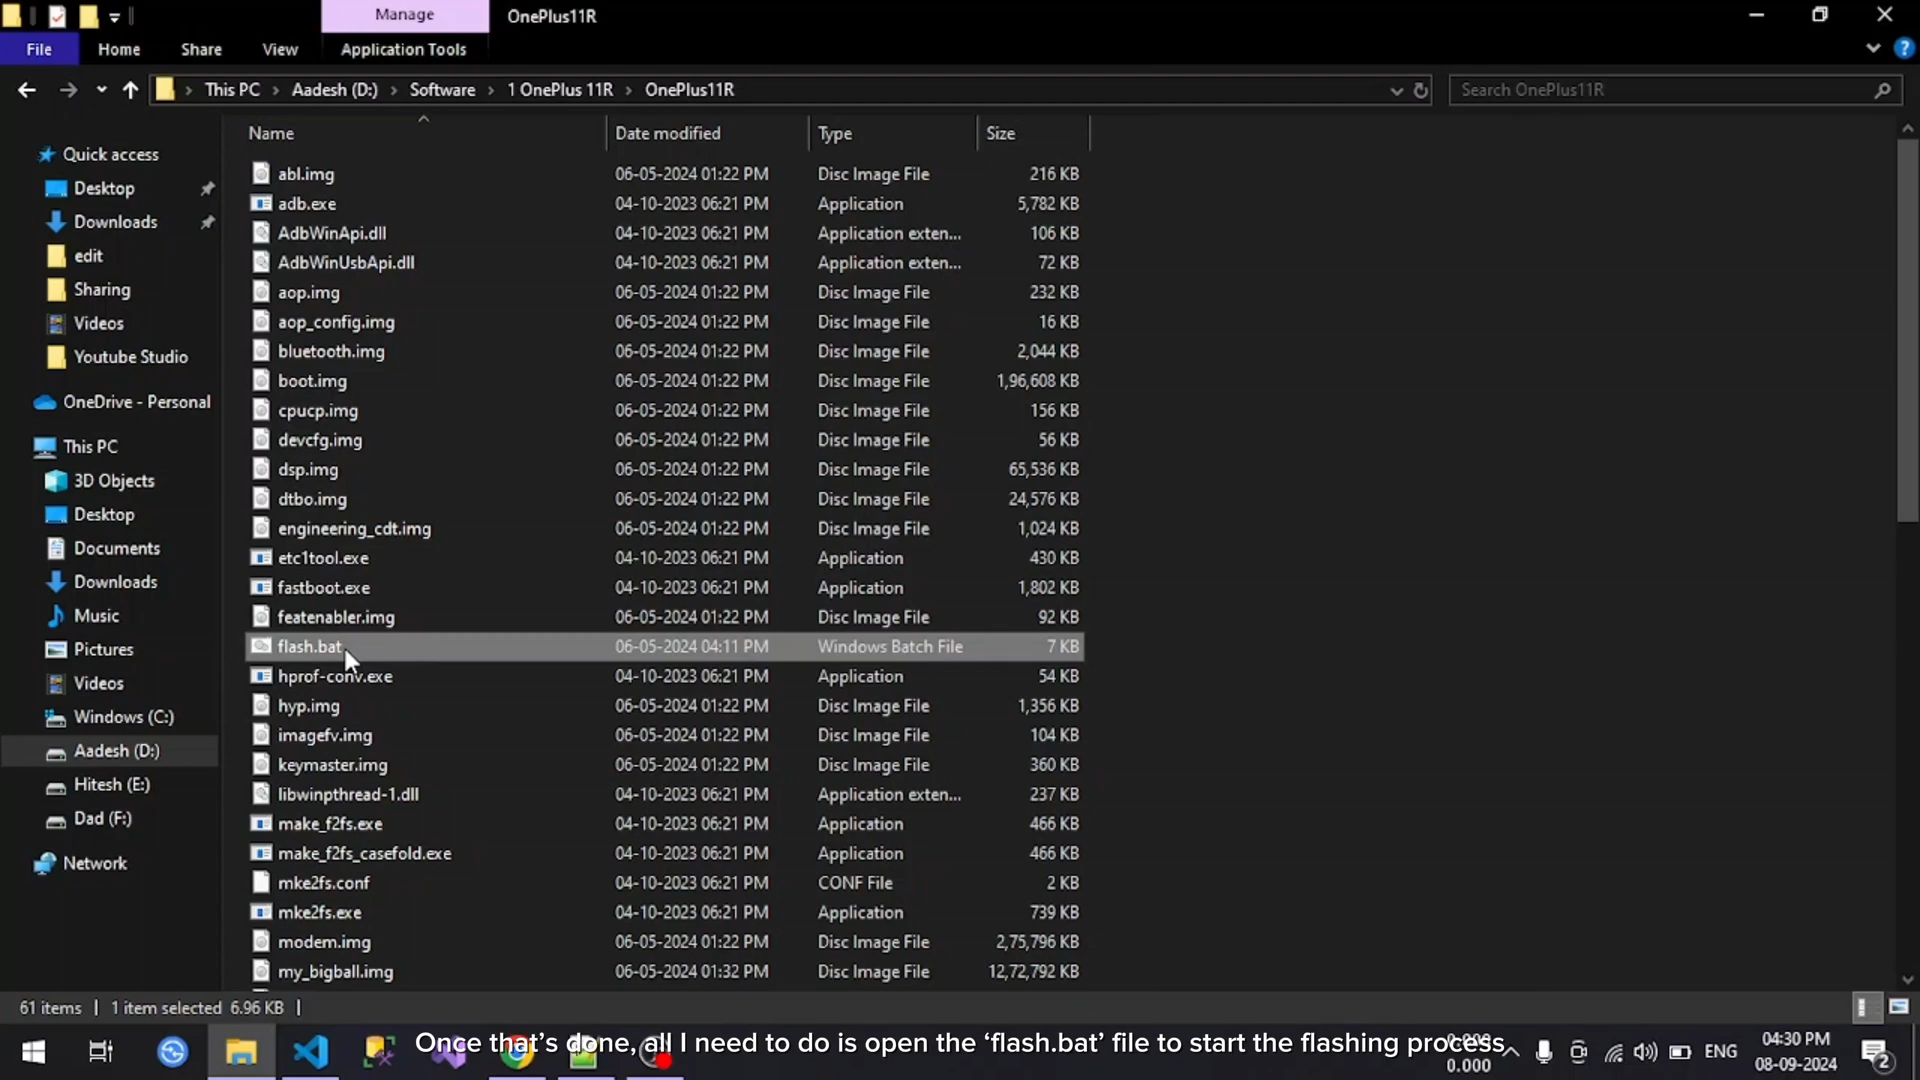 Manage
OnePlus11R
File
Home
Share
View
Application Tools
This PC
Aadesh (D:)
Software
1 OnePlus 11R
OnePlus11R
Search OnePlus11R
Name Date modified Type Size
Quick access
Desktop
Downloads
edit
Sharing
Videos
Youtube Studio
OneDrive - Personal
This PC
3D Objects
Desktop
Documents
Downloads
Music
Pictures
Videos
Windows (C:)
Aadesh (D:)
Hitesh (E:)
Dad (F:)
Network
abl.img 06-05-2024 01:22 PM Disc Image File 216 KB
adb.exe 04-10-2023 06:21 PM Application 5,782 KB
AdbWinApi.dll 04-10-2023 06:21 PM Application exten... 106 KB
AdbWinUsbApi.dll 04-10-2023 06:21 PM Application exten... 72 KB
aop.img 06-05-2024 01:22 PM Disc Image File 232 KB
aop_config.img 06-05-2024 01:22 PM Disc Image File 16 KB
bluetooth.img 06-05-2024 01:22 PM Disc Image File 2,044 KB
boot.img 06-05-2024 01:22 PM Disc Image File 1,96,608 KB
cpucp.img 06-05-2024 01:22 PM Disc Image File 156 KB
devcfg.img 06-05-2024 01:22 PM Disc Image File 56 KB
dsp.img 06-05-2024 01:22 PM Disc Image File 65,536 KB
dtbo.img 06-05-2024 01:22 PM Disc Image File 24,576 KB
engineering_cdt.img 06-05-2024 01:22 PM Disc Image File 1,024 KB
etc1tool.exe 04-10-2023 06:21 PM Application 430 KB
fastboot.exe 04-10-2023 06:21 PM Application 1,802 KB
featenabler.img 06-05-2024 01:22 PM Disc Image File 92 KB
flash.bat 06-05-2024 04:11 PM Windows Batch File 7 KB
hprof-conv.exe 04-10-2023 06:21 PM Application 54 KB
hyp.img 06-05-2024 01:22 PM Disc Image File 1,356 KB
imagefv.img 06-05-2024 01:22 PM Disc Image File 104 KB
keymaster.img 06-05-2024 01:22 PM Disc Image File 360 KB
libwinpthread-1.dll 04-10-2023 06:21 PM Application exten... 237 KB
make_f2fs.exe 04-10-2023 06:21 PM Application 466 KB
make_f2fs_casefold.exe 04-10-2023 06:21 PM Application 466 KB
mke2fs.conf 04-10-2023 06:21 PM CONF File 2 KB
mke2fs.exe 04-10-2023 06:21 PM Application 739 KB
modem.img 06-05-2024 01:22 PM Disc Image File 2,75,796 KB
my_bigball.img 06-05-2024 01:32 PM Disc Image File 12,72,792 KB
61 items 1 item selected 6.96 KB
Once that's done, all I need to do is open the ‘flash.bat’ file to start the flashing process
0.000
ENG
04:30 PM
08-09-2024
2